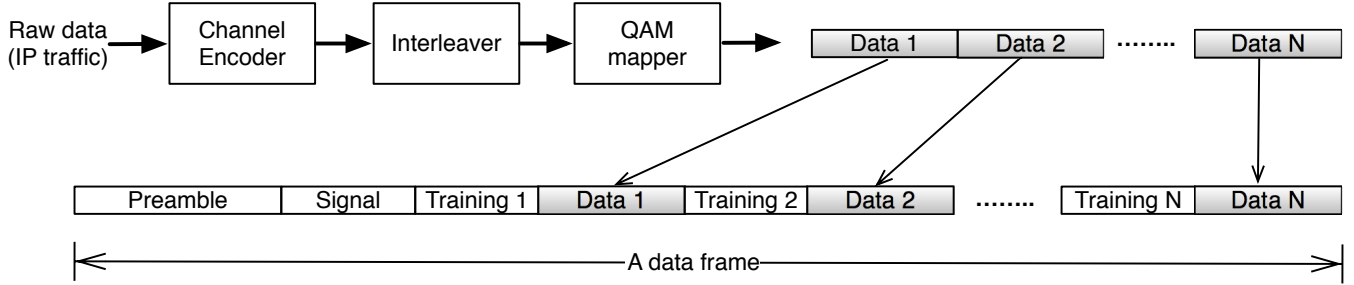 Raw data
(IP traffic)
Channel
Encoder
Interleaver
QAM
mapper
Data 1
Data 2
........
Data N
Preamble
Signal
Training 1
Data 1
Training 2
Data 2
........
Training N
Data N
A data frame